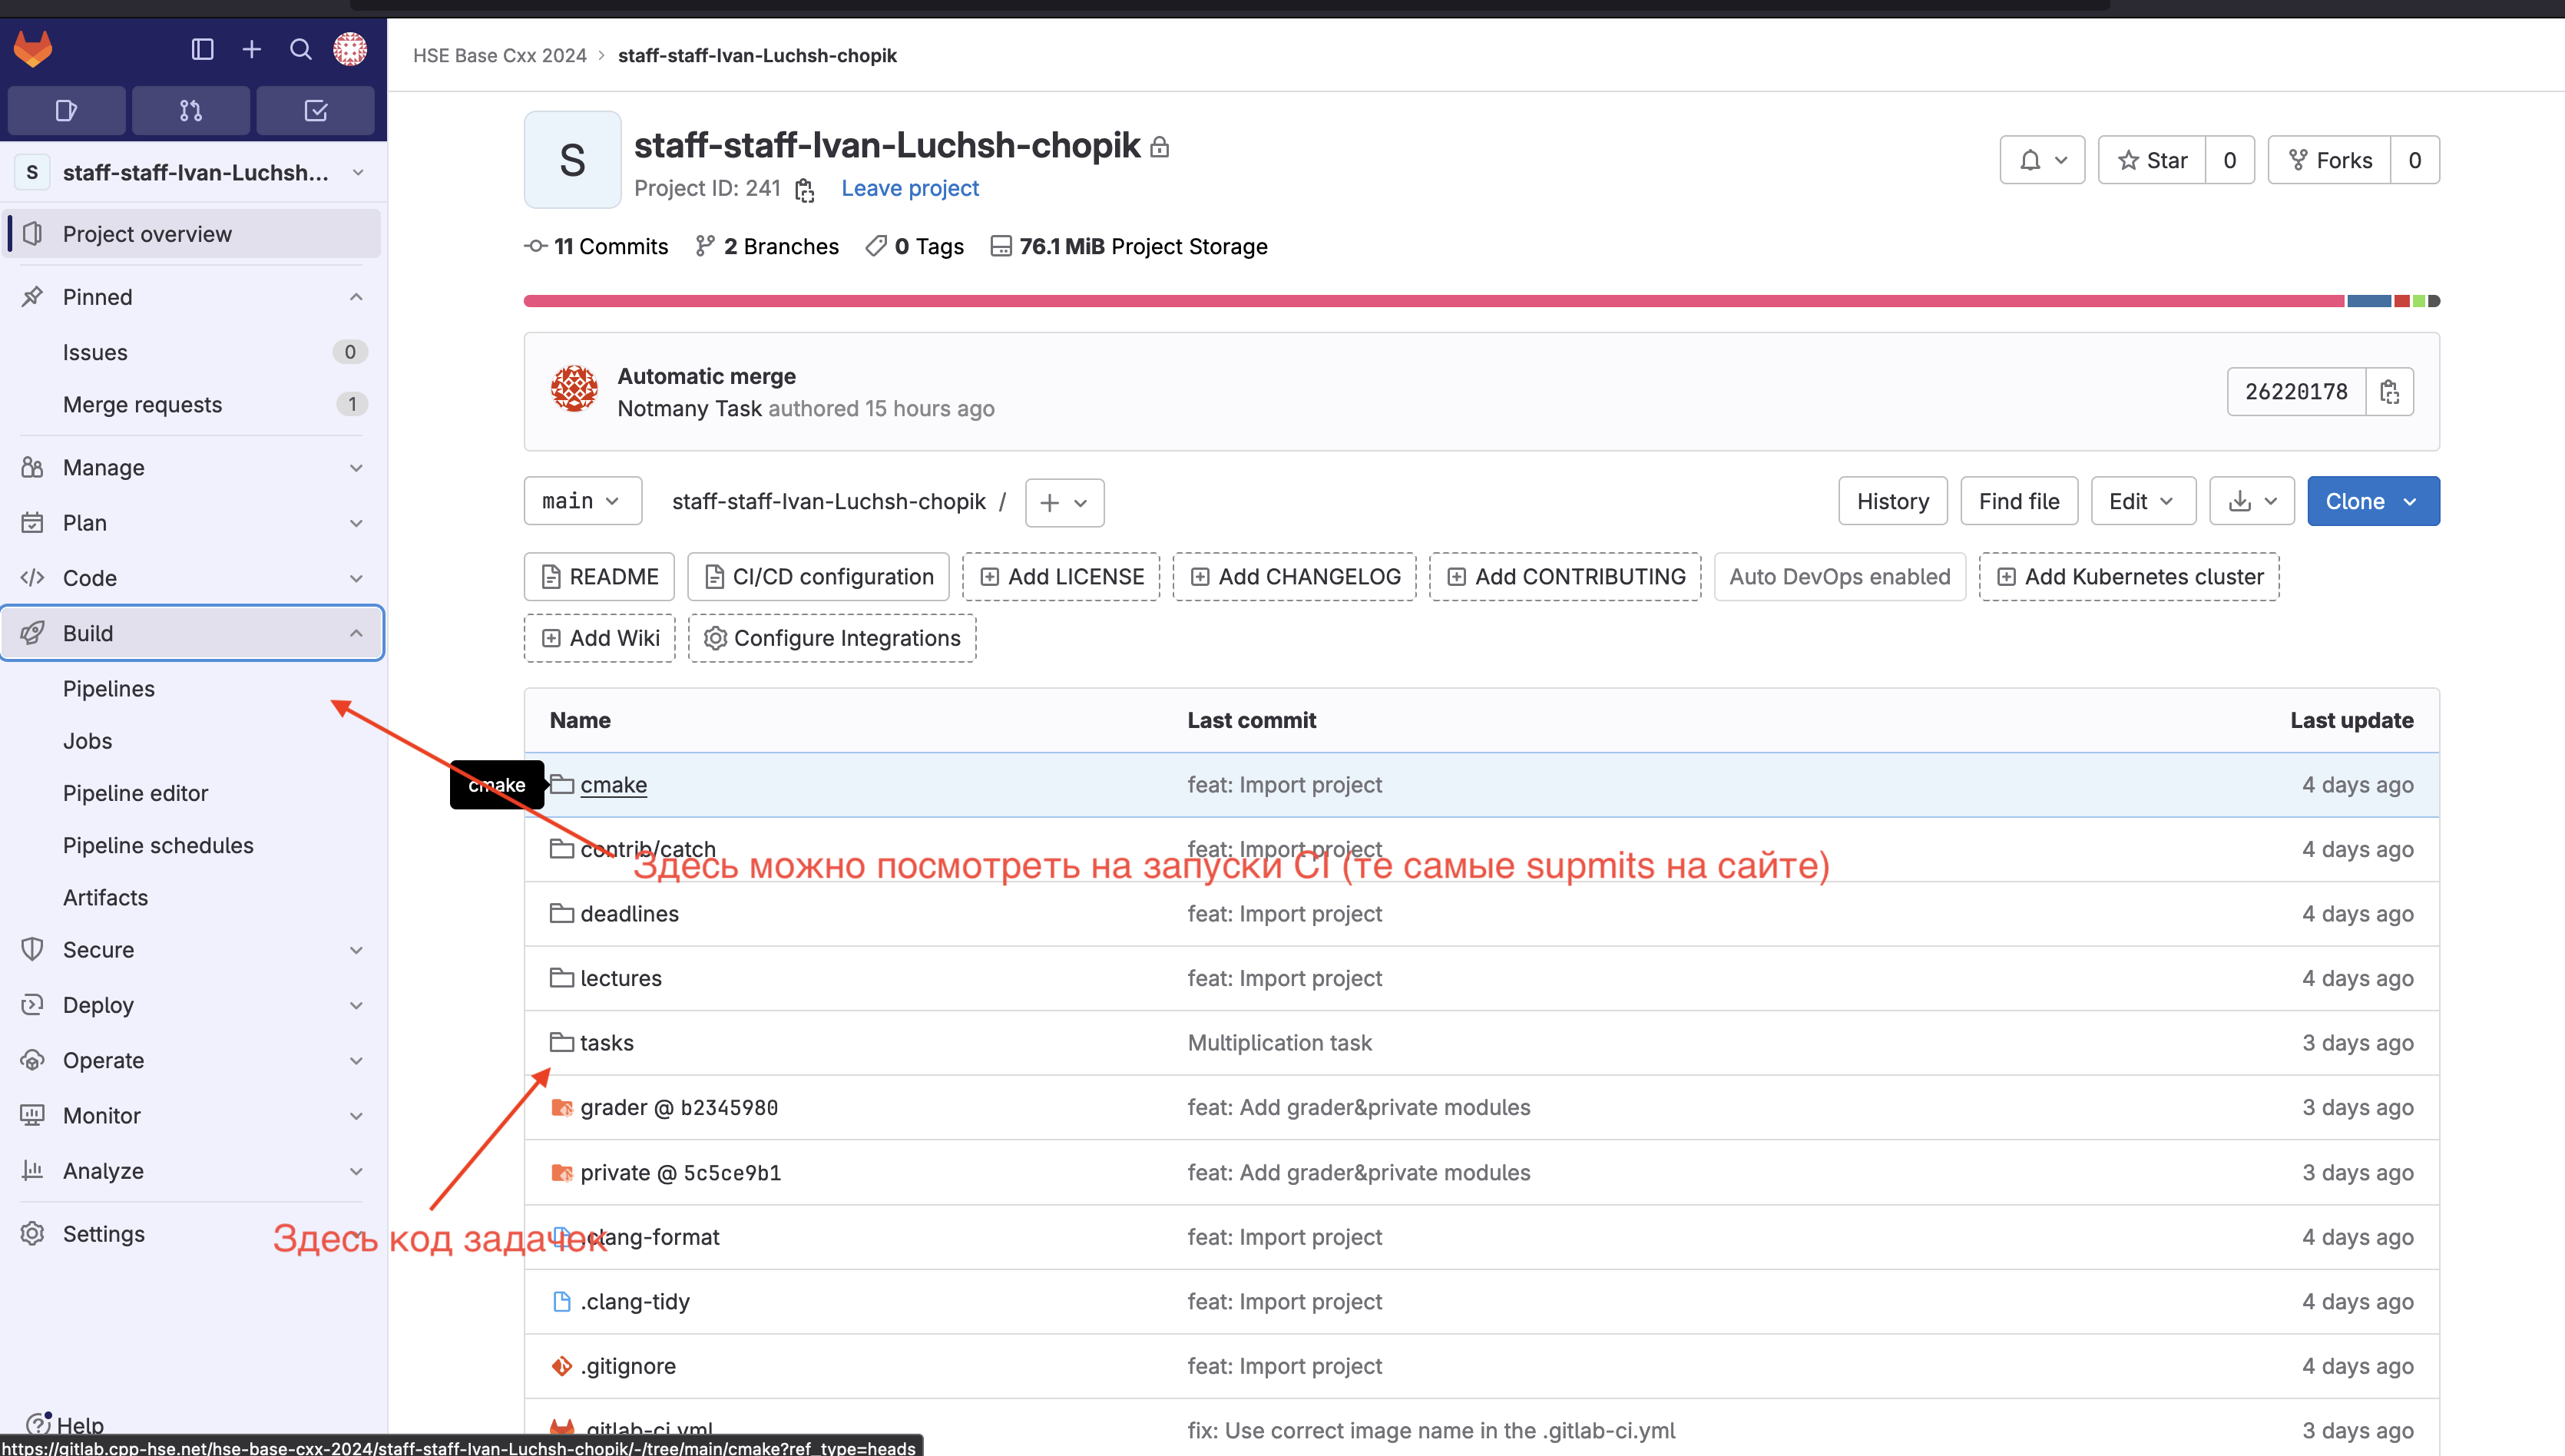 HSE Base Cxx 2024 > staff-staff-Ivan-Luchsh-chopik
S staff-staff-Ivan-Luchsh...
Project overview
Pinned
Issues 0
Merge requests 1
Manage
Plan
Code
Build
Pipelines
Jobs
Pipeline editor
Pipeline schedules
Artifacts
Secure
Deploy
Operate
Monitor
Analyze
Settings
Help
S
staff-staff-Ivan-Luchsh-chopik
Project ID: 241 Leave project
Star 0 Forks 0
11 Commits 2 Branches 0 Tags 76.1 MiB Project Storage
Automatic merge
Notmany Task authored 15 hours ago
26220178
main staff-staff-Ivan-Luchsh-chopik / History Find file Edit Clone
README CI/CD configuration Add LICENSE Add CHANGELOG Add CONTRIBUTING Auto DevOps enabled Add Kubernetes cluster
Add Wiki Configure Integrations
Name Last commit Last update
cmake cmake feat: Import project 4 days ago
contrib/catch feat: Import project 4 days ago
Здесь можно посмотреть на запуски CI (те самые supmits на сайте)
deadlines feat: Import project 4 days ago
lectures feat: Import project 4 days ago
tasks Multiplication task 3 days ago
grader @ b2345980 feat: Add grader&private modules 3 days ago
private @ 5c5ce9b1 feat: Add grader&private modules 3 days ago
Здесь код задачек
.clang-format feat: Import project 4 days ago
.clang-tidy feat: Import project 4 days ago
.gitignore feat: Import project 4 days ago
.gitlab-ci.yml fix: Use correct image name in the .gitlab-ci.yml 3 days ago
https://gitlab.cpp-hse.net/hse-base-cxx-2024/staff-staff-Ivan-Luchsh-chopik/-/tree/main/cmake?ref_type=heads